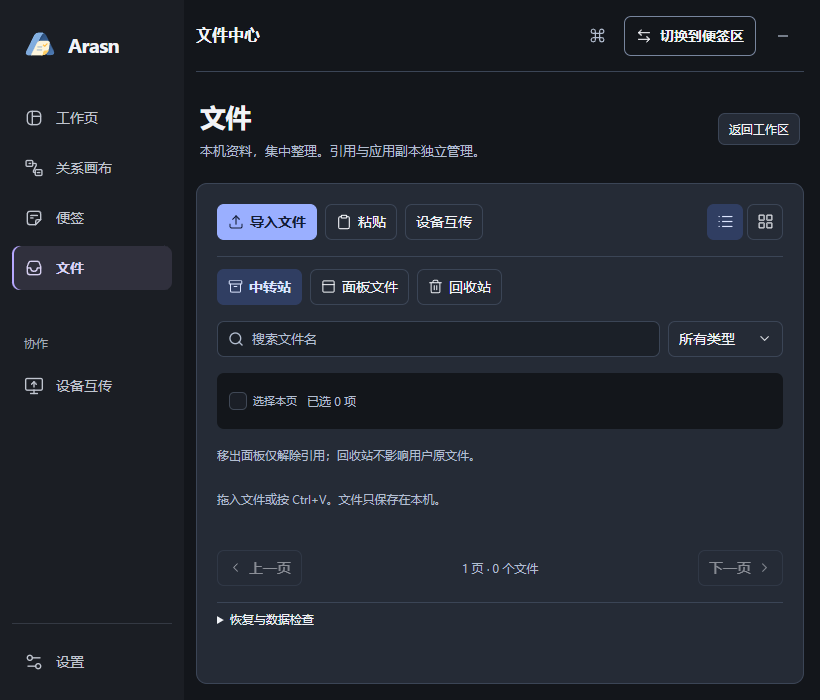 Arasn
工作页
关系画布
便签
文件
协作
设备互传
设置
文件中心
切换到便签区
文件
本机资料，集中整理。引用与应用副本独立管理。
返回工作区
导入文件
粘贴
设备互传
中转站
面板文件
回收站
搜索文件名
所有类型
选择本页 已选 0 项
移出面板仅解除引用；回收站不影响用户原文件。
拖入文件或按 Ctrl+V。文件只保存在本机。
上一页
1 页 · 0 个文件
下一页
恢复与数据检查